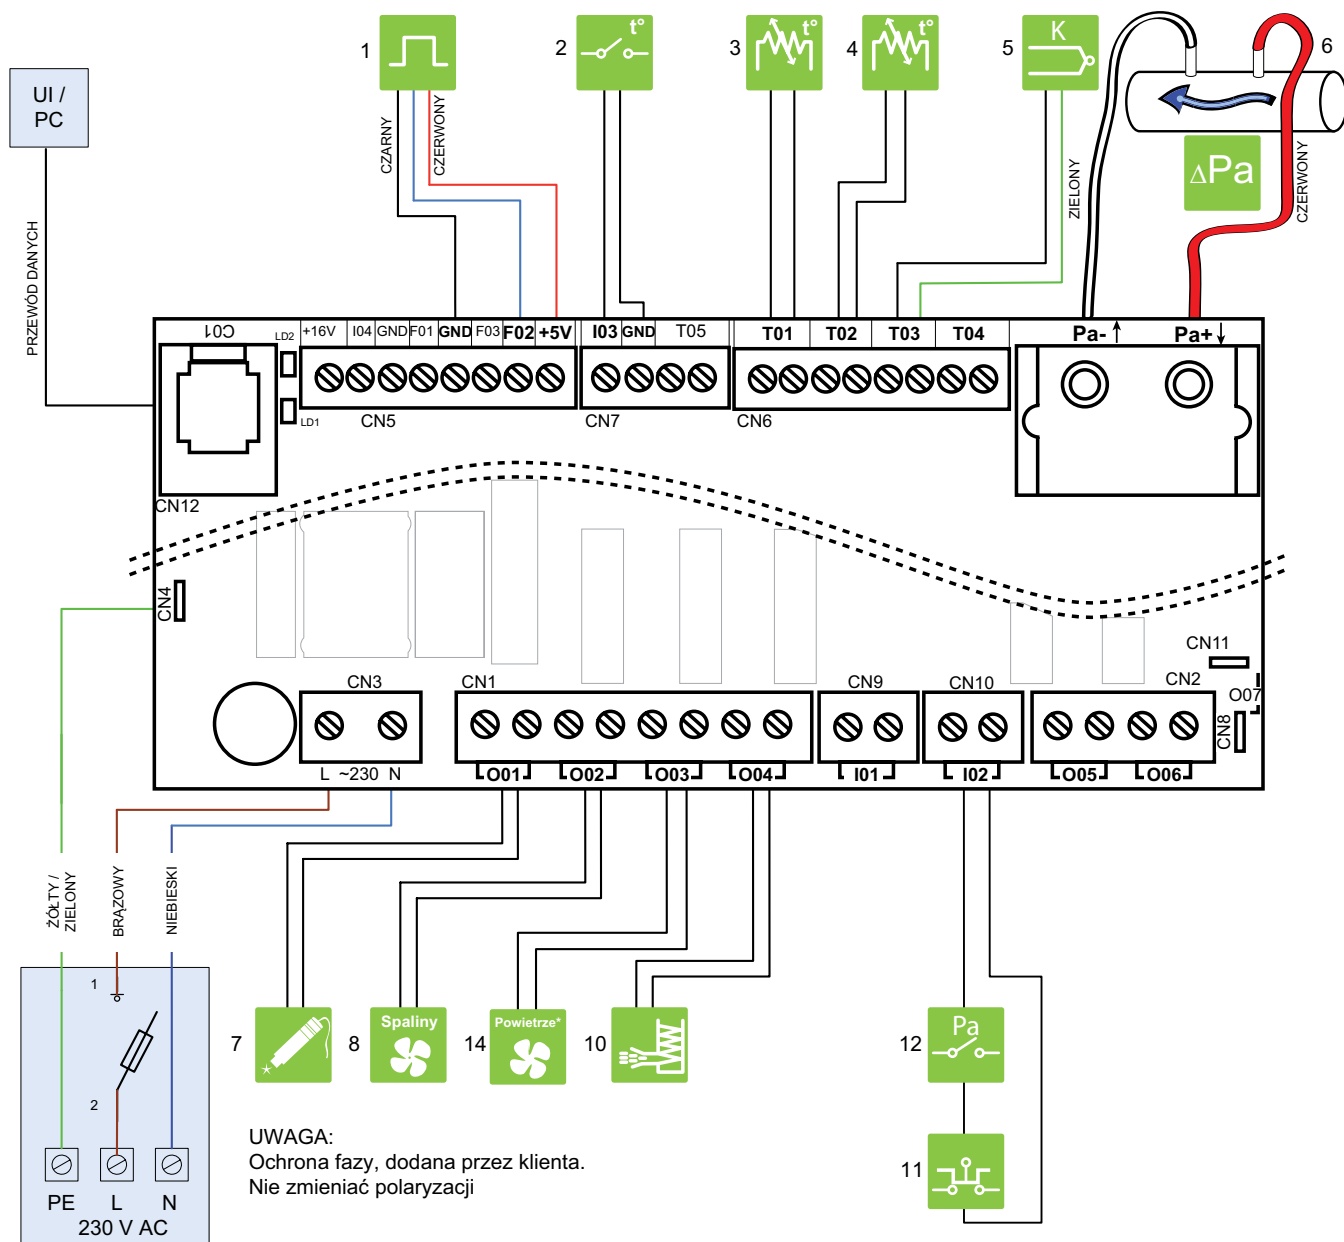 1
2
t°
3
t°
4
t°
5
K
6
UI /
PC
CZARNY
CZERWONY
ZIELONY
ΔPa
CZERWONY
PRZEWÓD DANYCH
C01
LD2
+16V
I04
GND
F01
GND
F03
F02
+5V
I03
GND
T05
T01
T02
T03
T04
Pa-
Pa+
LD1
CN5
CN7
CN6
CN12
CN4
CN11
CN3
CN1
CN9
CN10
CN2
O07
CN8
L ~230 N
O01
O02
O03
O04
I01
I02
O05
O06
ŻÓŁTY /
ZIELONY
BRĄZOWY
NIEBIESKI
1
2
7
8
Spaliny
14
Powietrze*
10
12
Pa
11
PE
L
N
230 V AC
UWAGA:
Ochrona fazy, dodana przez klienta.
Nie zmieniać polaryzacji